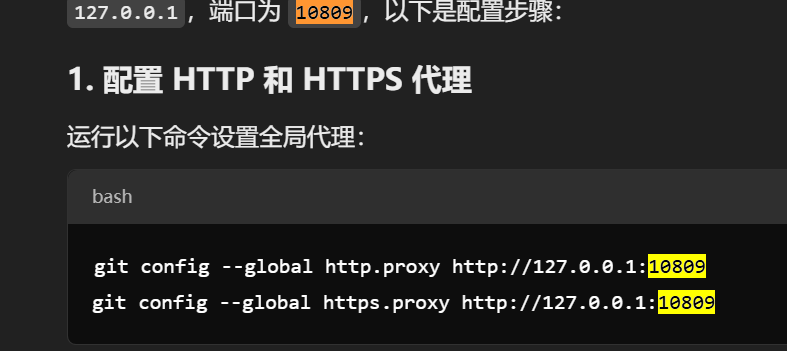 127.0.0.1，端口为 10809，以下是配置步骤：
1. 配置 HTTP 和 HTTPS 代理
运行以下命令设置全局代理：
bash
git config --global http.proxy http://127.0.0.1:10809
git config --global https.proxy http://127.0.0.1:10809